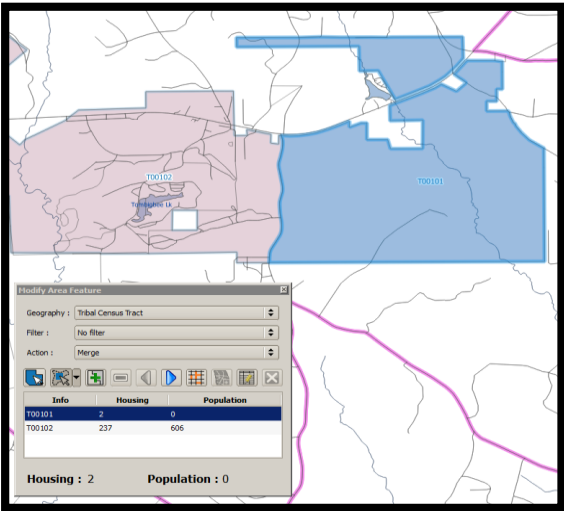 T00102
T00101
Tombigbee Lk
Modify Area Feature
Geography : Tribal Census Tract
Filter : No filter
Action : Merge
Info Housing Population
T00101 2 0
T00102 237 606
Housing : 2 Population : 0